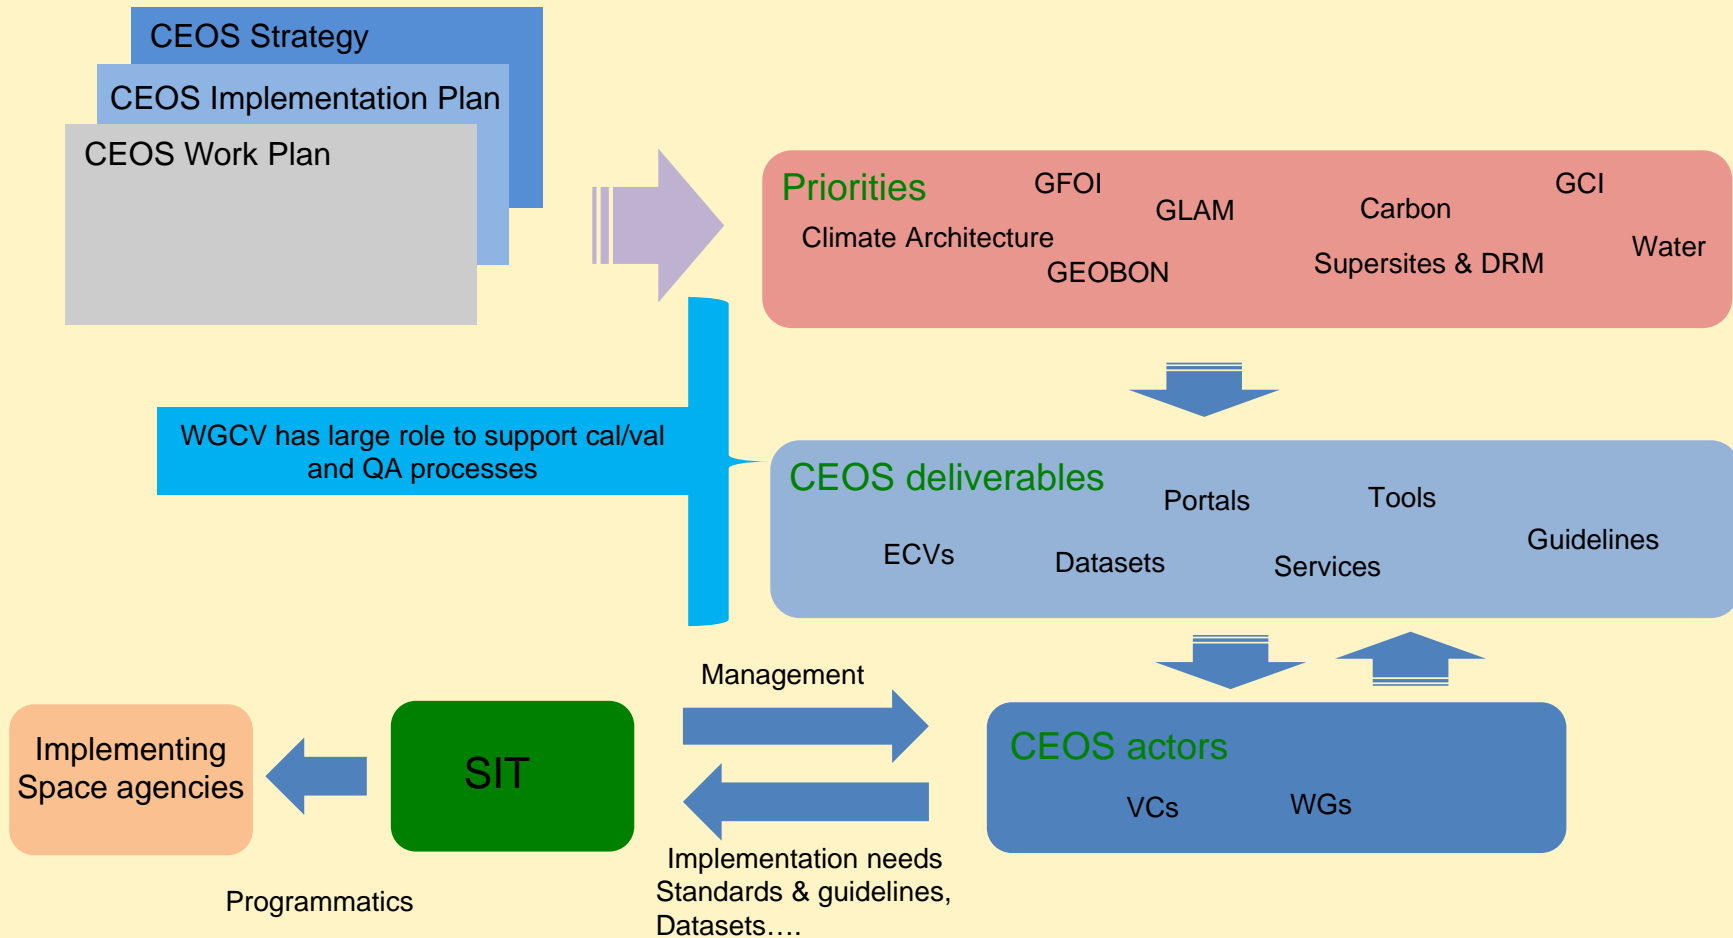 CEOS Strategy
CEOS Implementation Plan
CEOS Work Plan
Priorities
GFOI
GLAM
Carbon
GCI
Climate Architecture
GEOBON
Supersites & DRM
Water
WGCV has large role to support cal/val
and QA processes
CEOS deliverables
Portals
Tools
ECVs
Datasets
Services
Guidelines
Management
Implementing
Space agencies
SIT
CEOS actors
VCs
WGs
Programmatics
Implementation needs
Standards & guidelines,
Datasets….